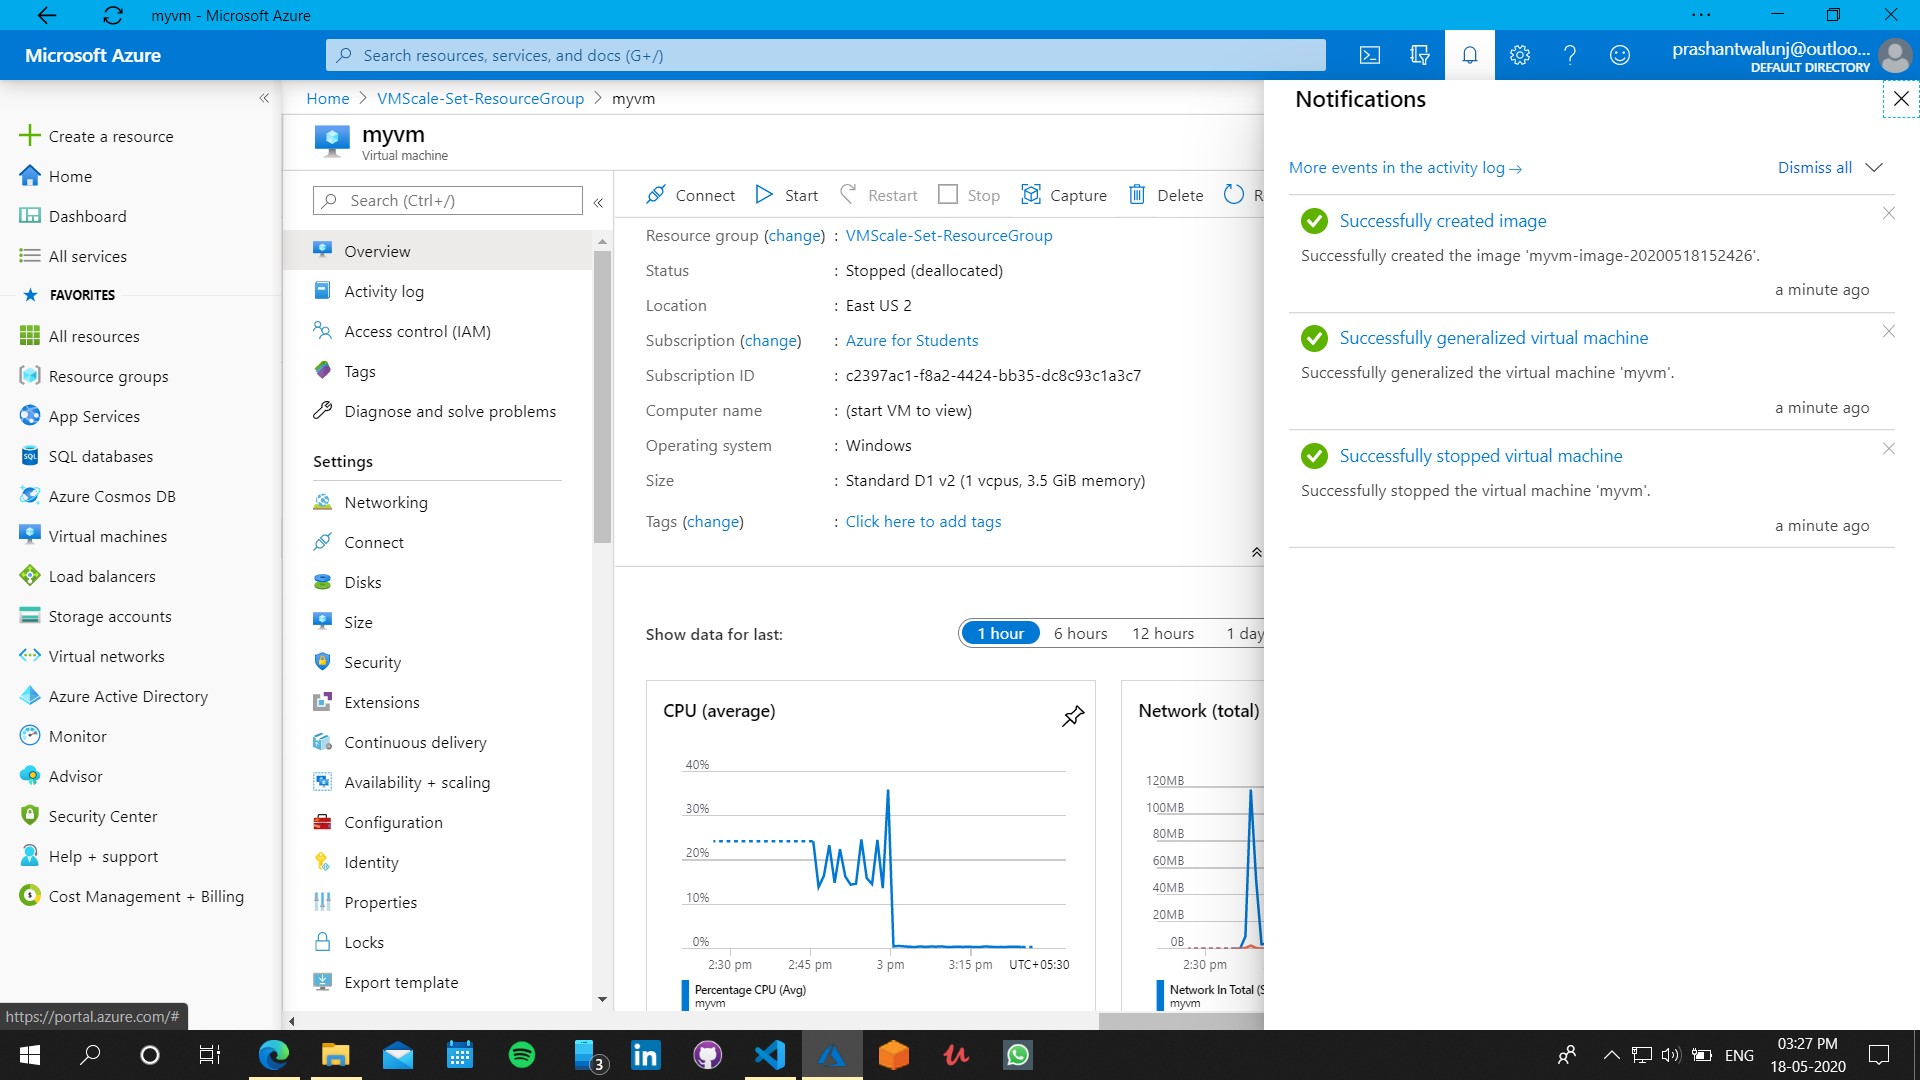 myvm - Microsoft Azure
Microsoft Azure
Search resources, services, and docs (G+/)
prashantwalunj@outloo...
DEFAULT DIRECTORY
Create a resource
Home
Dashboard
All services
FAVORITES
All resources
Resource groups
App Services
SQL databases
Azure Cosmos DB
Virtual machines
Load balancers
Storage accounts
Virtual networks
Azure Active Directory
Monitor
Advisor
Security Center
Help + support
Cost Management + Billing
https://portal.azure.com/#
Home > VMScale-Set-ResourceGroup > myvm
myvm
Virtual machine
Search (Ctrl+/)
Overview
Activity log
Access control (IAM)
Tags
Diagnose and solve problems
Settings
Networking
Connect
Disks
Size
Security
Extensions
Continuous delivery
Availability + scaling
Configuration
Identity
Properties
Locks
Export template
Connect Start Restart Stop Capture Delete R
Resource group (change) : VMScale-Set-ResourceGroup
Status : Stopped (deallocated)
Location : East US 2
Subscription (change) : Azure for Students
Subscription ID : c2397ac1-f8a2-4424-bb35-dc8c93c1a3c7
Computer name : (start VM to view)
Operating system : Windows
Size : Standard D1 v2 (1 vcpus, 3.5 GiB memory)
Tags (change) : Click here to add tags
Show data for last: 1 hour 6 hours 12 hours 1 day
CPU (average)
40%
30%
20%
10%
0%
2:30 pm 2:45 pm 3 pm 3:15 pm UTC+05:30
Percentage CPU (Avg)
myvm
Network (total)
120MB
100MB
80MB
60MB
40MB
20MB
0B
2:30 pm
Network In Total (S
myvm
Notifications
More events in the activity log →
Dismiss all
Successfully created image
Successfully created the image 'myvm-image-20200518152426'.
a minute ago
Successfully generalized virtual machine
Successfully generalized the virtual machine 'myvm'.
a minute ago
Successfully stopped virtual machine
Successfully stopped the virtual machine 'myvm'.
a minute ago
3
ENG
03:27 PM
18-05-2020